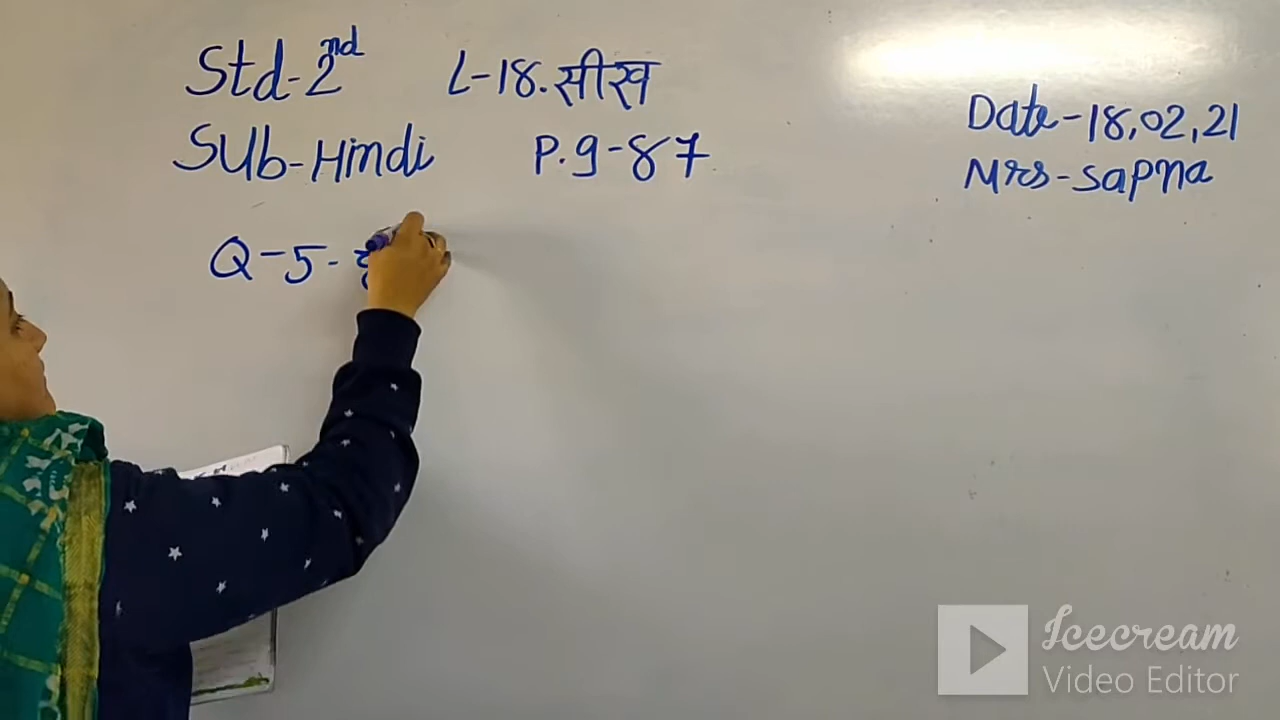 Std-2nd L-18. सीख
Date-18,02,21
Sub-Hindi P.g-87
Mrs-Sapna
Q-5-
Icecream
Video Editor